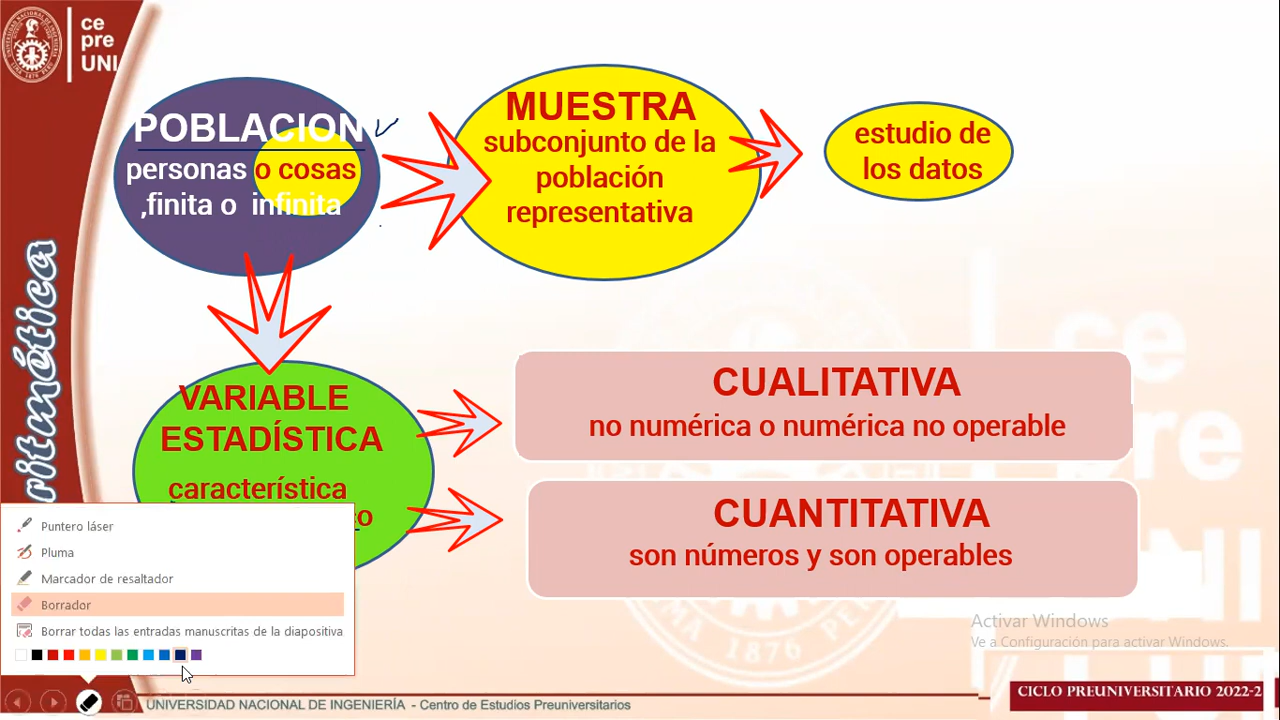 ce
pre
UNI
POBLACION
personas o cosas
,finita o infinita
MUESTRA
subconjunto de la
población
representativa
estudio de
los datos
VARIABLE
ESTADÍSTICA
característica
CUALITATIVA
no numérica o numérica no operable
CUANTITATIVA
son números y son operables
Puntero láser
Pluma
Marcador de resaltador
Borrador
Borrar todas las entradas manuscritas de la diapositiva
Activar Windows
Ve a Configuración para activar Windows.
UNIVERSIDAD NACIONAL DE INGENIERÍA - Centro de Estudios Preuniversitarios
CICLO PREUNIVERSITARIO 2022-2